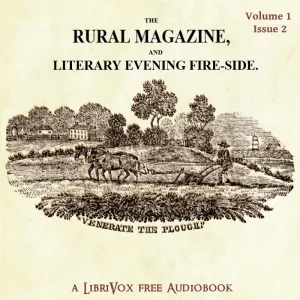 THE
RURAL MAGAZINE,
AND
LITERARY EVENING FIRE-SIDE.
Volume 1
Issue 2
"VENERATE THE PLOUGH."
a LibriVox free Audiobook